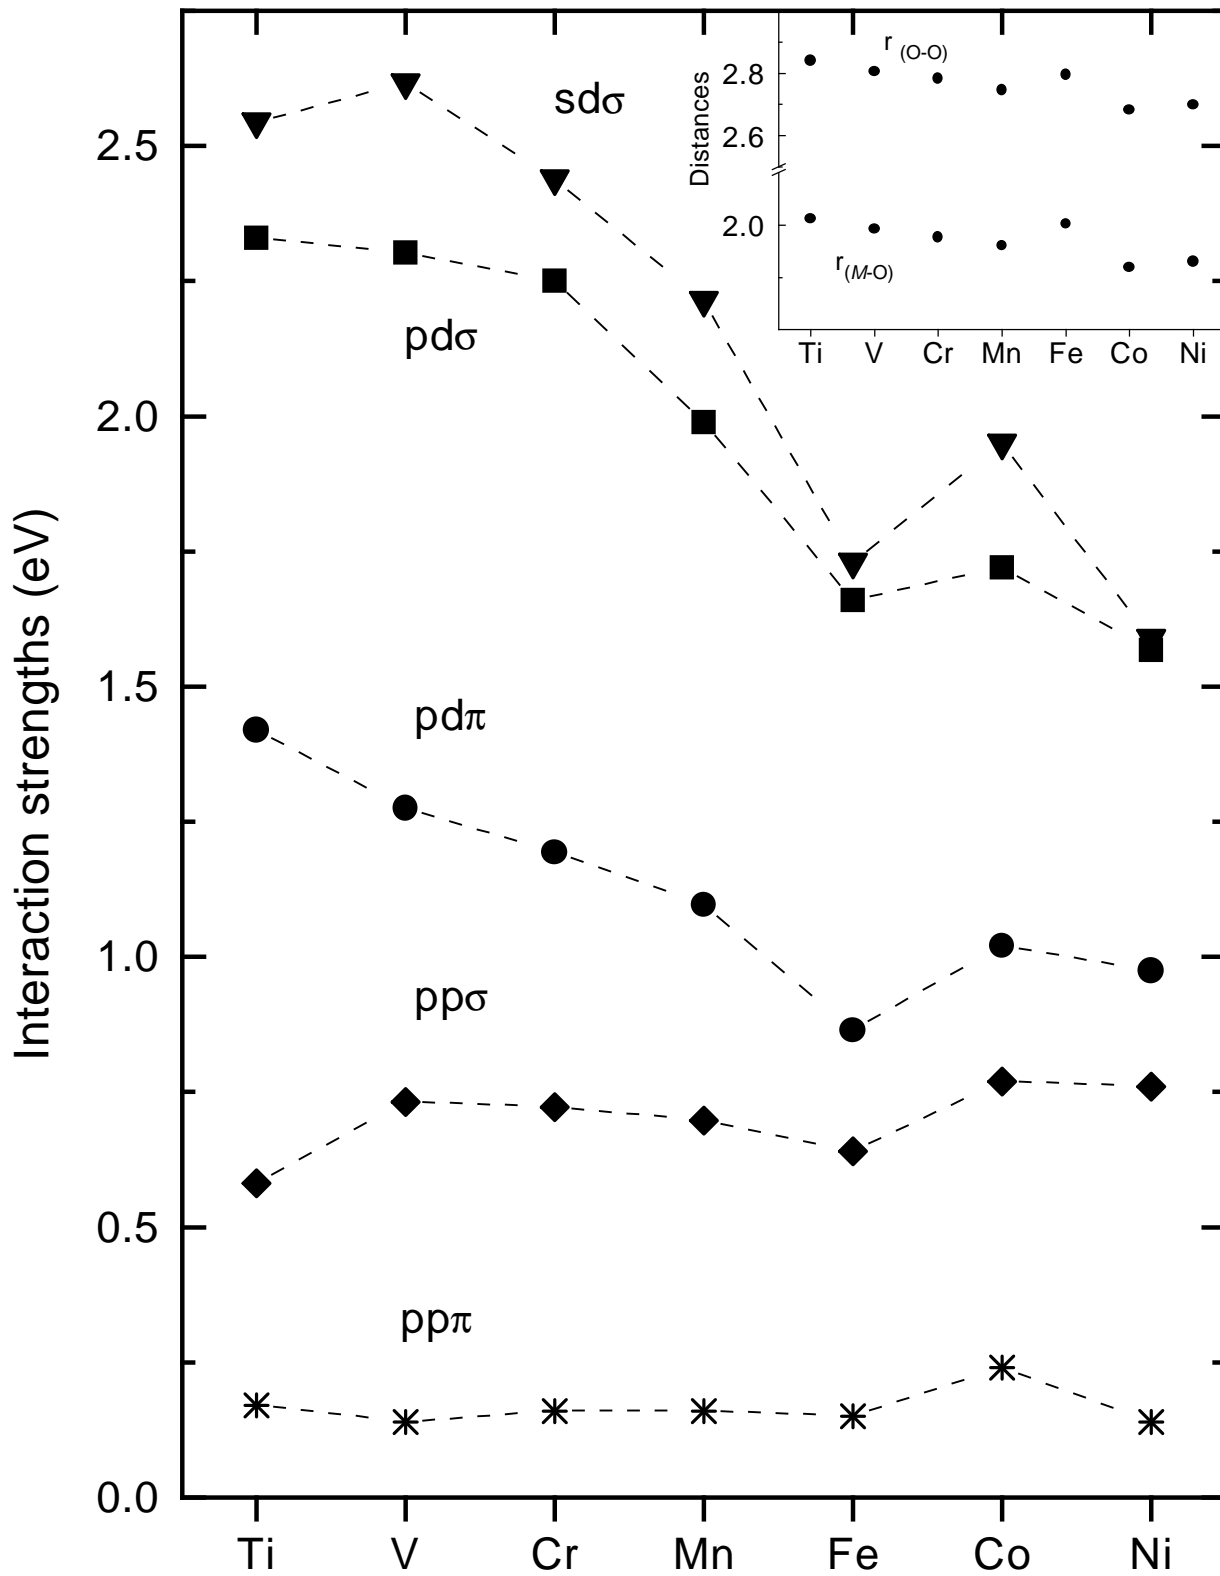 Interaction strengths (eV)
2.5
2.0
1.5
1.0
0.5
0.0
sdσ
pdσ
pdπ
ppσ
ppπ
Ti V Cr Mn Fe Co Ni
Distances
2.8
2.6
2.0
r (O-O)
r (M-O)
Ti V Cr Mn Fe Co Ni